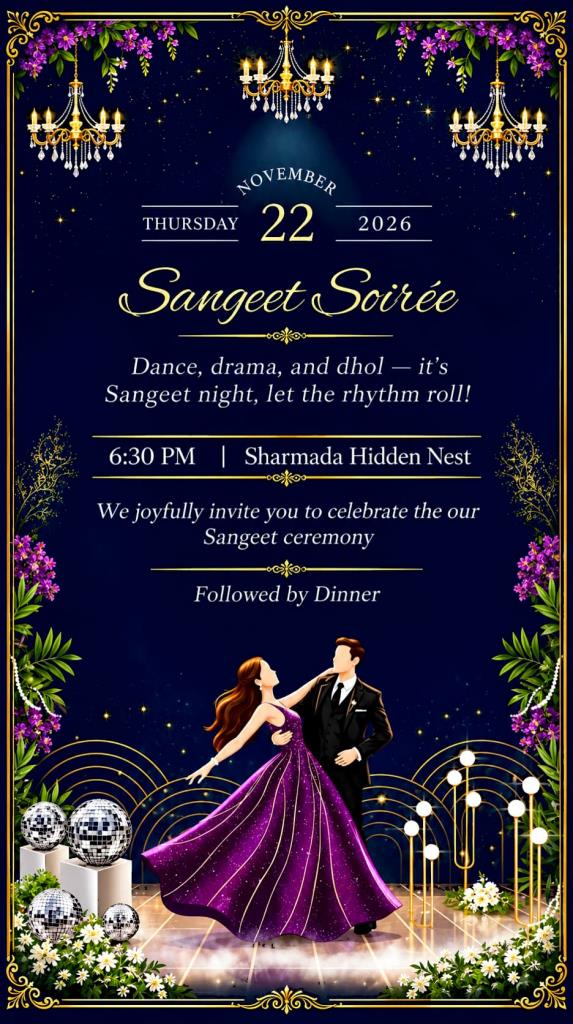 NOVEMBER
THURSDAY 22 2026
Sangeet Soirée
Dance, drama, and dhol — it's
Sangeet night, let the rhythm roll!
6:30 PM | Sharmada Hidden Nest
We joyfully invite you to celebrate the our
Sangeet ceremony
Followed by Dinner